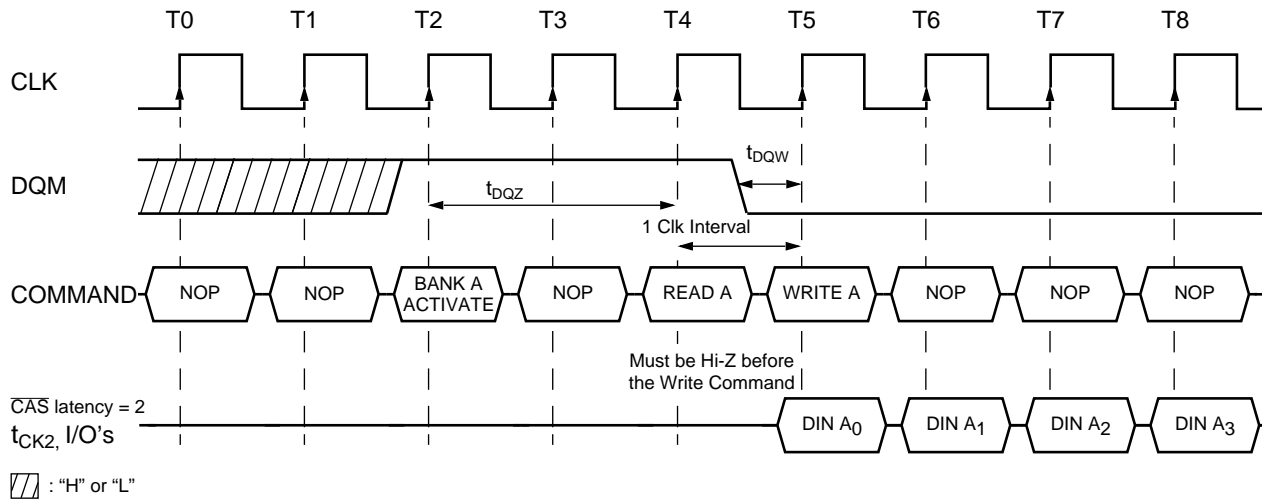 T0 T1 T2 T3 T4 T5 T6 T7 T8
CLK
DQM
tDQW
tDQZ
1 Clk Interval
COMMAND NOP NOP BANK A ACTIVATE NOP READ A WRITE A NOP NOP NOP
Must be Hi-Z before
the Write Command
CAS latency = 2
tCK2, I/O's DIN A0 DIN A1 DIN A2 DIN A3
: “H” or “L”